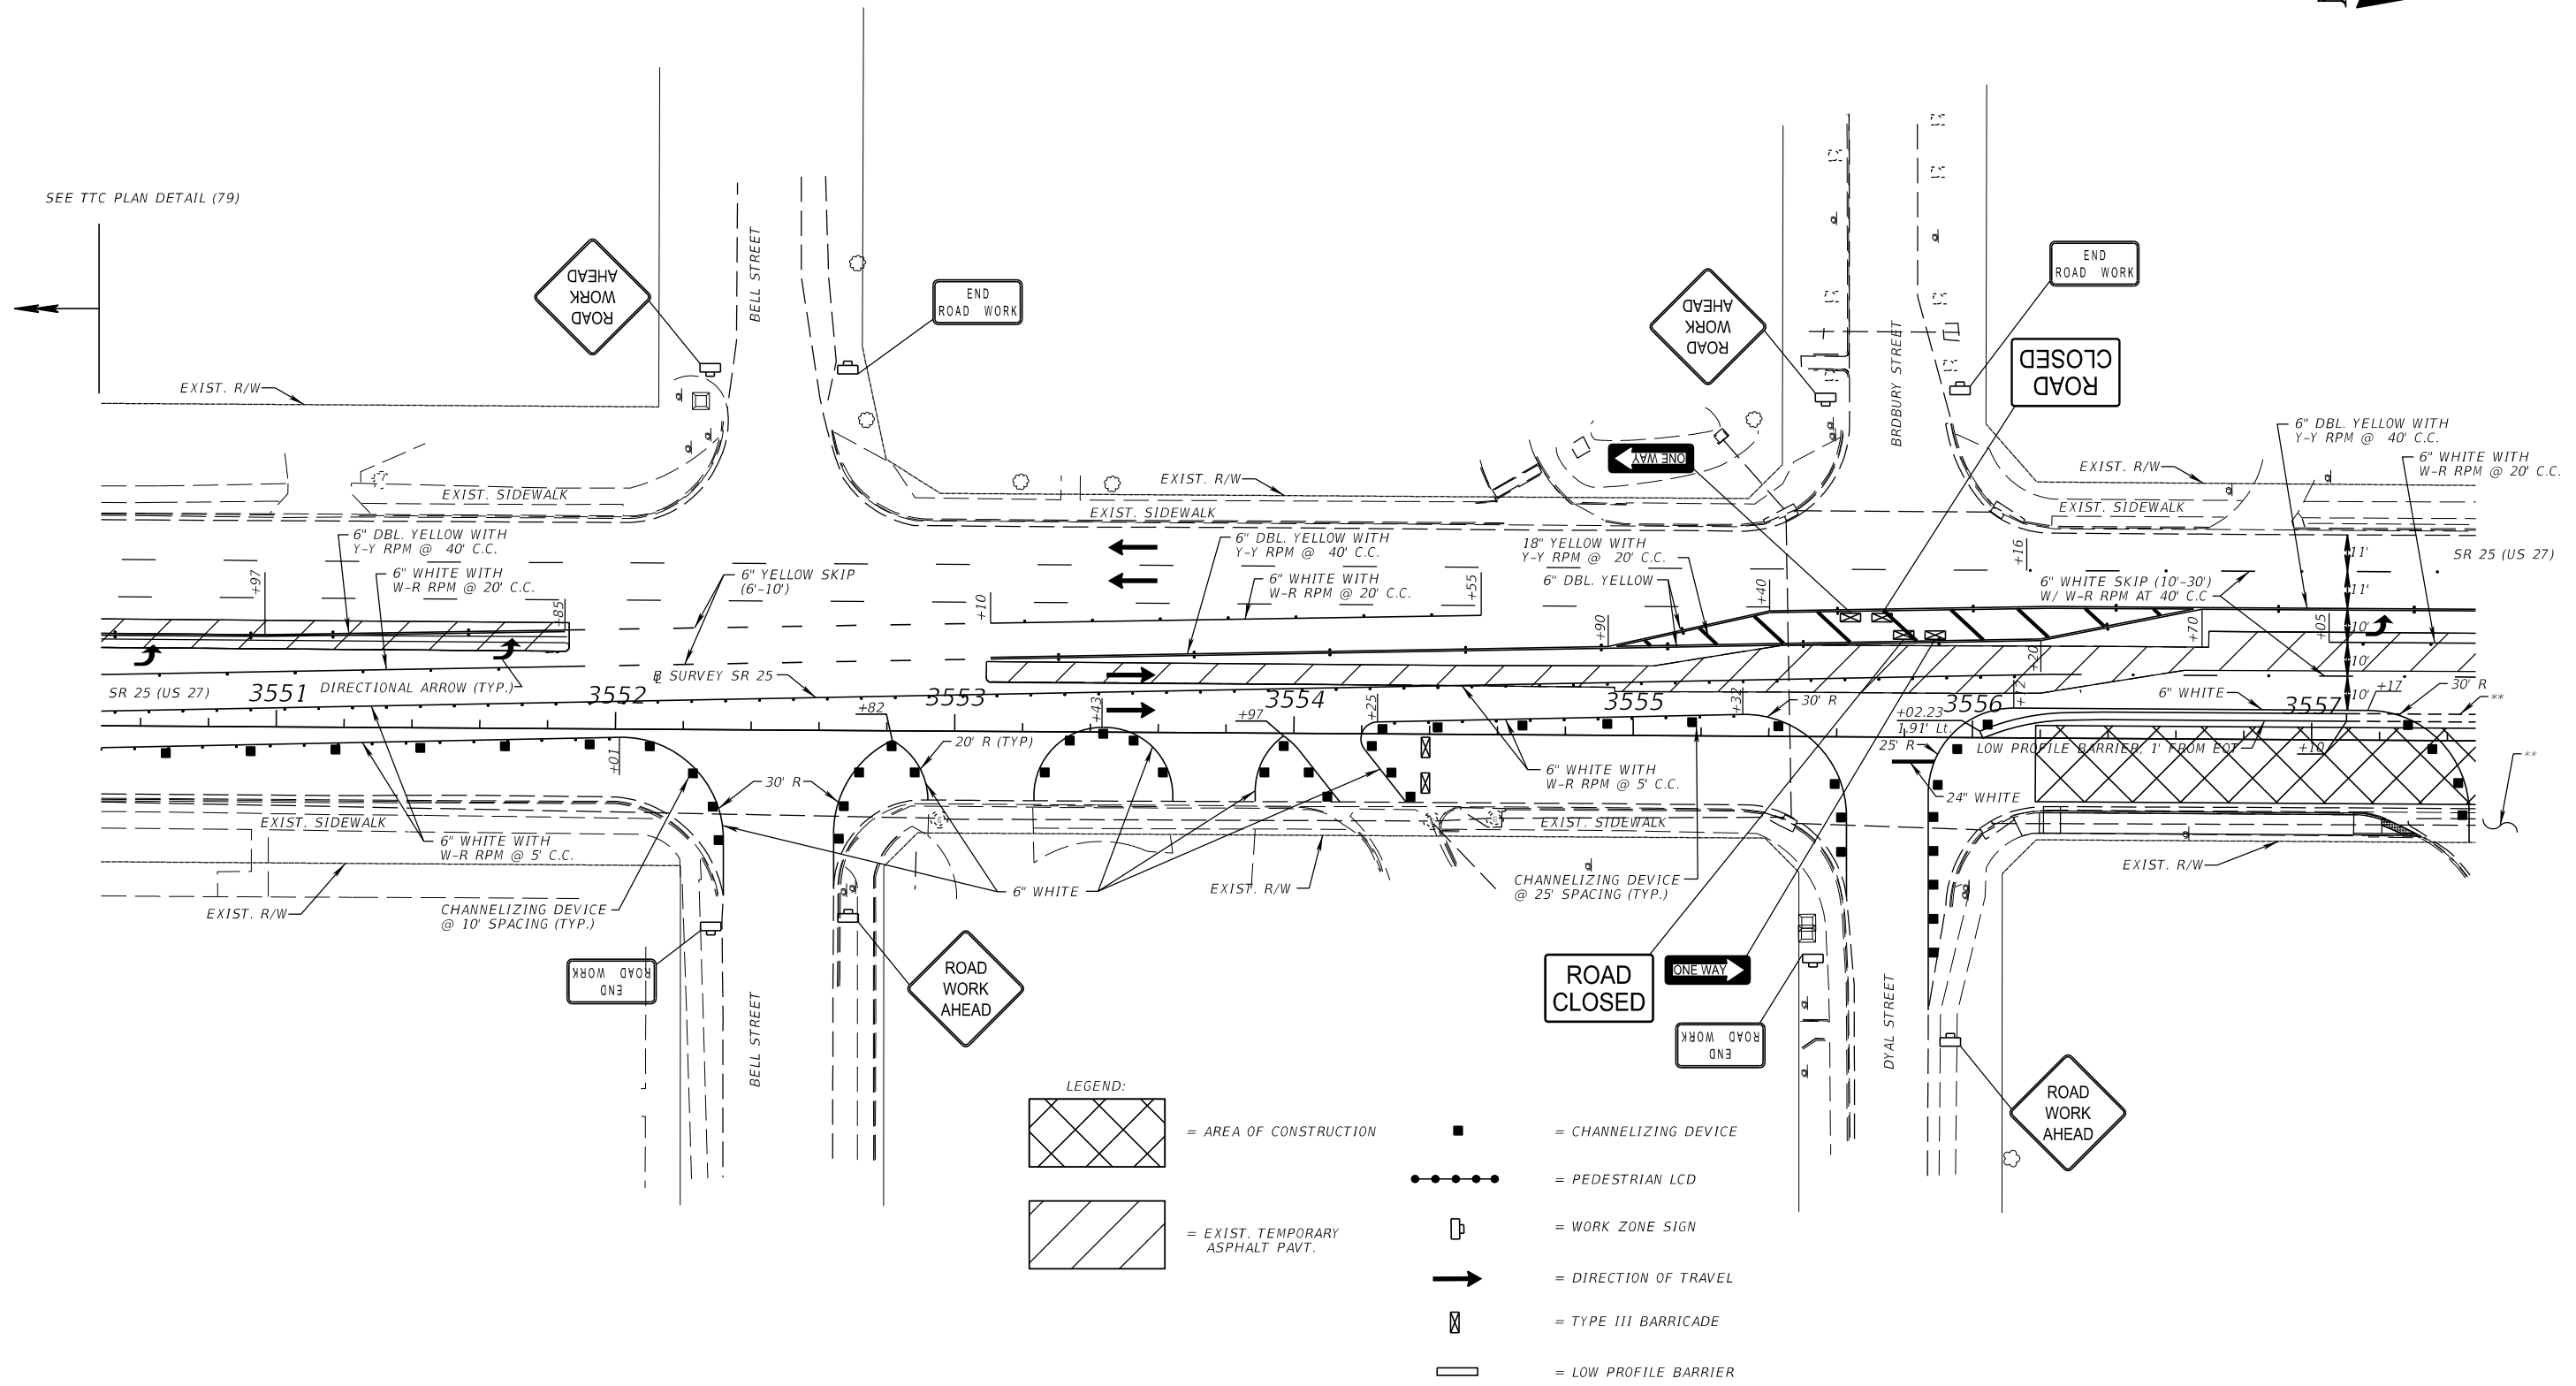 SEE TTC PLAN DETAIL (79)
ROAD
WORK
AHEAD
BELL STREET
END
ROAD WORK
ROAD
WORK
AHEAD
BRDBURY STREET
END
ROAD WORK
ROAD
CLOSED
EXIST. R/W
EXIST. SIDEWALK
EXIST. R/W
EXIST. SIDEWALK
ONE WAY
EXIST. R/W
EXIST. SIDEWALK
6" DBL. YELLOW WITH
Y-Y RPM @ 40' C.C.
6" WHITE WITH
W-R RPM @ 20' C.C.
6" DBL. YELLOW WITH
Y-Y RPM @ 40' C.C.
6" WHITE WITH
W-R RPM @ 20' C.C.
6" YELLOW SKIP
(6'-10')
6" DBL. YELLOW WITH
Y-Y RPM @ 40' C.C.
6" WHITE WITH
W-R RPM @ 20' C.C.
18" YELLOW WITH
Y-Y RPM @ 20' C.C.
6" DBL. YELLOW
6" WHITE SKIP (10'-30')
W/ W-R RPM AT 40' C.C
SR 25 (US 27)
11'
11'
10'
10'
10'
+97
+85
+10
+55
+90
+40
+16
+70
+05
+20
+12
+17
SR 25 (US 27)
DIRECTIONAL ARROW (TYP.)
B SURVEY SR 25
3551
3552
3553
3554
3555
3556
3557
+01
+82
+43
+97
+25
+32
30' R
+02.23
1.91' Lt.
25' R
6" WHITE
30' R
**
LOW PROFILE BARRIER, 1' FROM EOT
+10
**
24" WHITE
20' R (TYP)
30' R
6" WHITE WITH
W-R RPM @ 5' C.C.
EXIST. SIDEWALK
6" WHITE WITH
W-R RPM @ 5' C.C.
EXIST. SIDEWALK
EXIST. R/W
EXIST. R/W
6" WHITE
CHANNELIZING DEVICE
@ 25' SPACING (TYP.)
EXIST. R/W
CHANNELIZING DEVICE
@ 10' SPACING (TYP.)
END
ROAD WORK
BELL STREET
ROAD
WORK
AHEAD
ROAD
CLOSED
ONE WAY
END
ROAD WORK
DYAL STREET
ROAD
WORK
AHEAD
LEGEND:
= AREA OF CONSTRUCTION
= EXIST. TEMPORARY
ASPHALT PAVT.
= CHANNELIZING DEVICE
= PEDESTRIAN LCD
= WORK ZONE SIGN
= DIRECTION OF TRAVEL
= TYPE III BARRICADE
= LOW PROFILE BARRIER